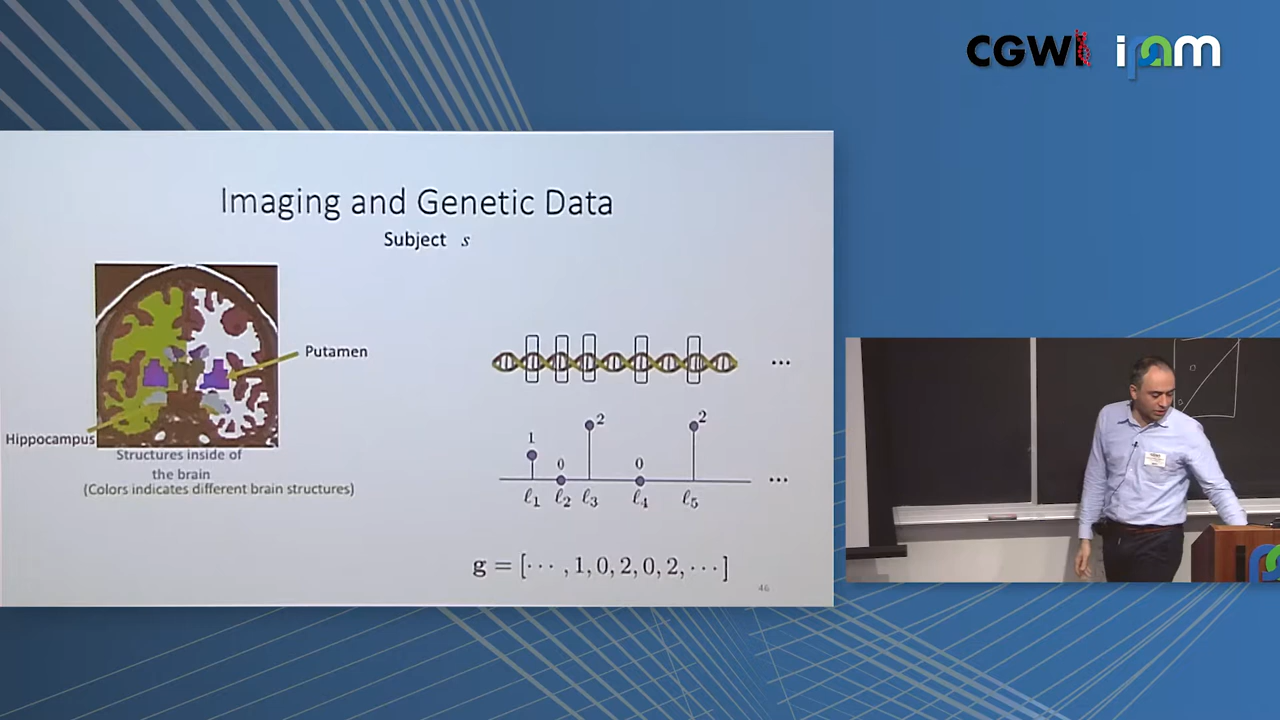 CGWI ipam
Imaging and Genetic Data
Subject s
Putamen
Hippocampus
Structures inside of
the brain
(Colors indicates different brain structures)
...
1 0 2 0 2
ℓ₁ ℓ₂ ℓ₃ ℓ₄ ℓ₅ ...
g = [··· , 1, 0, 2, 0, 2, ···]
46